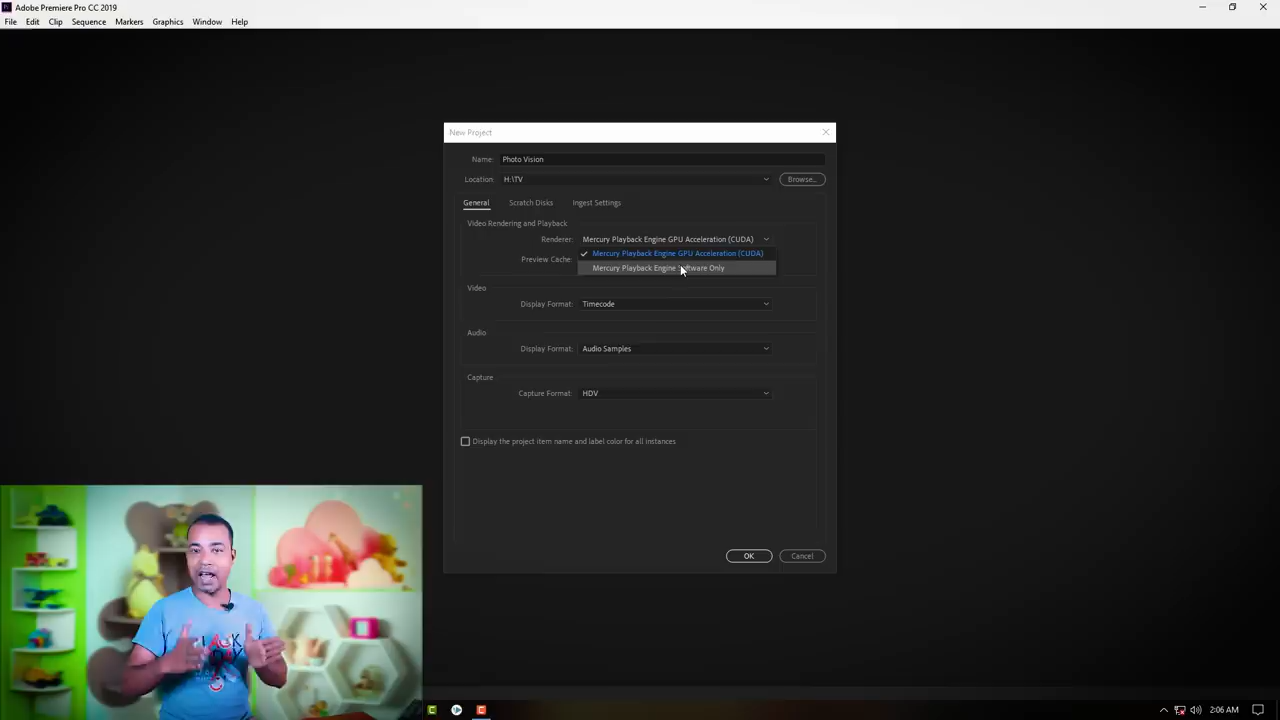 Adobe Premiere Pro CC 2019
File Edit Clip Sequence Markers Graphics Window Help
New Project
Name: Photo Vision
Location: H:\TV Browse...
General Scratch Disks Ingest Settings
Video Rendering and Playback
Renderer: Mercury Playback Engine GPU Acceleration (CUDA)
Mercury Playback Engine GPU Acceleration (CUDA)
Preview Cache:
Mercury Playback Engine Software Only
Video
Display Format: Timecode
Audio
Display Format: Audio Samples
Capture
Capture Format: HDV
Display the project item name and label color for all instances
OK Cancel
2:06 AM